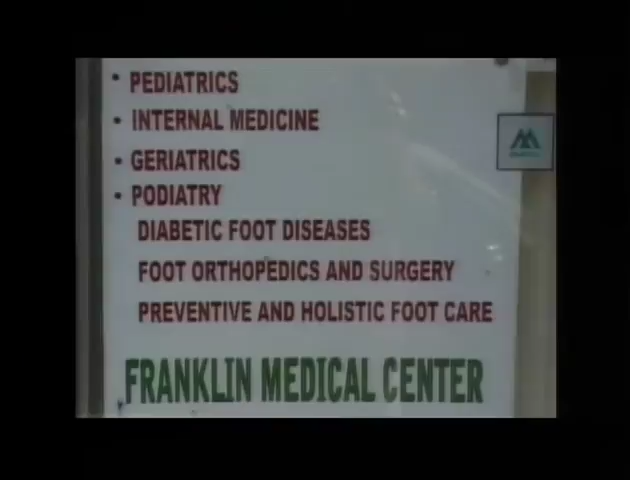 • PEDIATRICS
• INTERNAL MEDICINE
• GERIATRICS
• PODIATRY
DIABETIC FOOT DISEASES
FOOT ORTHOPEDICS AND SURGERY
PREVENTIVE AND HOLISTIC FOOT CARE
FRANKLIN MEDICAL CENTER